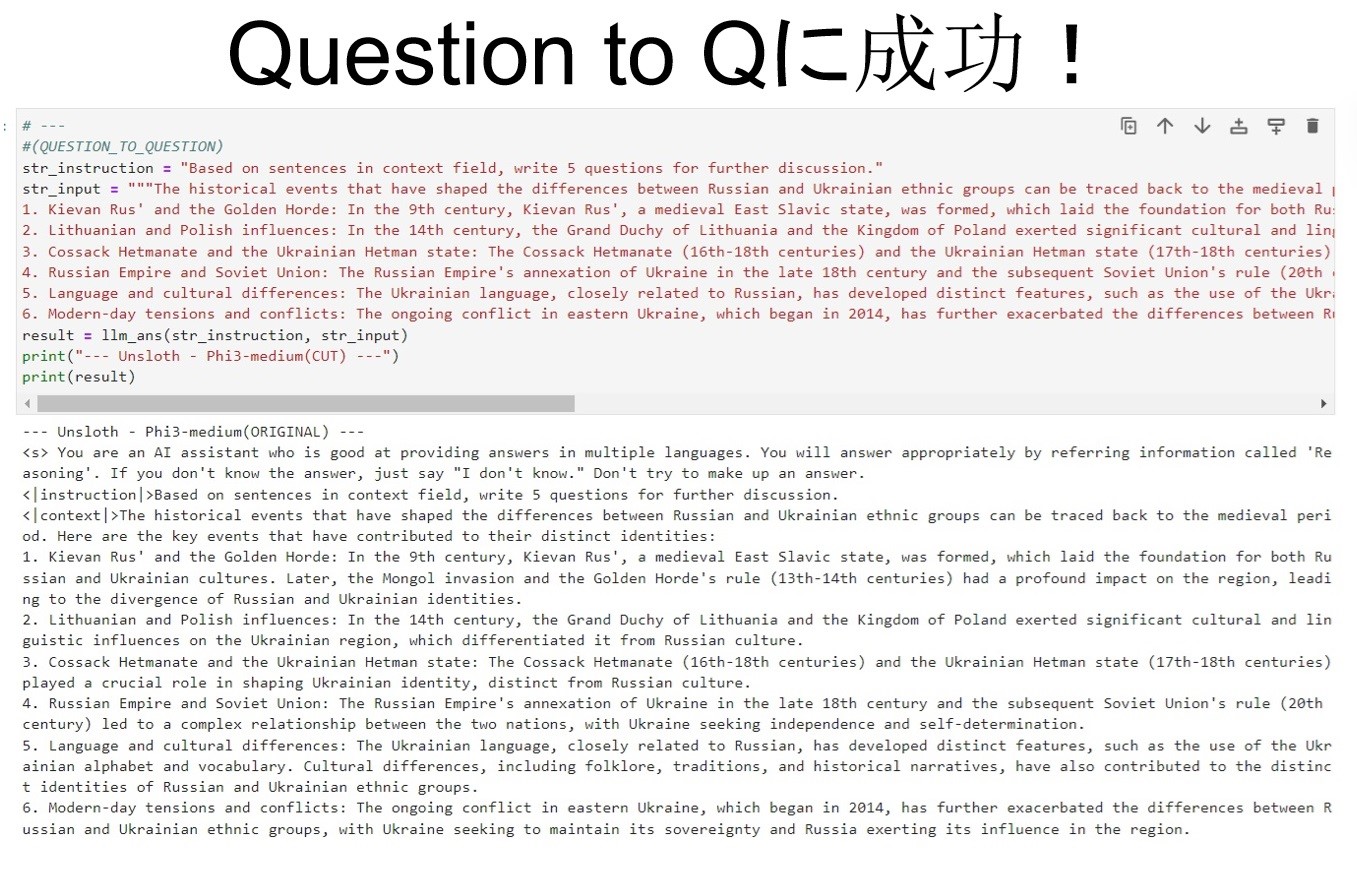 Question to Qに成功！
# ---
#(QUESTION_TO_QUESTION)
str_instruction = "Based on sentences in context field, write 5 questions for further discussion."
str_input = """The historical events that have shaped the differences between Russian and Ukrainian ethnic groups can be traced back to the medieval
1. Kievan Rus' and the Golden Horde: In the 9th century, Kievan Rus', a medieval East Slavic state, was formed, which laid the foundation for both Ru
2. Lithuanian and Polish influences: In the 14th century, the Grand Duchy of Lithuania and the Kingdom of Poland exerted significant cultural and ling
3. Cossack Hetmanate and the Ukrainian Hetman state: The Cossack Hetmanate (16th-18th centuries) and the Ukrainian Hetman state (17th-18th centuries)
4. Russian Empire and Soviet Union: The Russian Empire's annexation of Ukraine in the late 18th century and the subsequent Soviet Union's rule (20th
5. Language and cultural differences: The Ukrainian language, closely related to Russian, has developed distinct features, such as the use of the Ukr
6. Modern-day tensions and conflicts: The ongoing conflict in eastern Ukraine, which began in 2014, has further exacerbated the differences between R
result = llm_ans(str_instruction, str_input)
print("--- Unsloth - Phi3-medium(CUT) ---")
print(result)
--- Unsloth - Phi3-medium(ORIGINAL) ---
<s> You are an AI assistant who is good at providing answers in multiple languages. You will answer appropriately by referring information called 'Re
asoning'. If you don't know the answer, just say "I don't know." Don't try to make up an answer.
<|instruction|>Based on sentences in context field, write 5 questions for further discussion.
<|context|>The historical events that have shaped the differences between Russian and Ukrainian ethnic groups can be traced back to the medieval peri
od. Here are the key events that have contributed to their distinct identities:
1. Kievan Rus' and the Golden Horde: In the 9th century, Kievan Rus', a medieval East Slavic state, was formed, which laid the foundation for both Ru
ssian and Ukrainian cultures. Later, the Mongol invasion and the Golden Horde's rule (13th-14th centuries) had a profound impact on the region, leadi
ng to the divergence of Russian and Ukrainian identities.
2. Lithuanian and Polish influences: In the 14th century, the Grand Duchy of Lithuania and the Kingdom of Poland exerted significant cultural and lin
guistic influences on the Ukrainian region, which differentiated it from Russian culture.
3. Cossack Hetmanate and the Ukrainian Hetman state: The Cossack Hetmanate (16th-18th centuries) and the Ukrainian Hetman state (17th-18th centuries)
played a crucial role in shaping Ukrainian identity, distinct from Russian culture.
4. Russian Empire and Soviet Union: The Russian Empire's annexation of Ukraine in the late 18th century and the subsequent Soviet Union's rule (20th
century) led to a complex relationship between the two nations, with Ukraine seeking independence and self-determination.
5. Language and cultural differences: The Ukrainian language, closely related to Russian, has developed distinct features, such as the use of the Ukr
ainian alphabet and vocabulary. Cultural differences, including folklore, traditions, and historical narratives, have also contributed to the distinc
t identities of Russian and Ukrainian ethnic groups.
6. Modern-day tensions and conflicts: The ongoing conflict in eastern Ukraine, which began in 2014, has further exacerbated the differences between R
ussian and Ukrainian ethnic groups, with Ukraine seeking to maintain its sovereignty and Russia exerting its influence in the region.